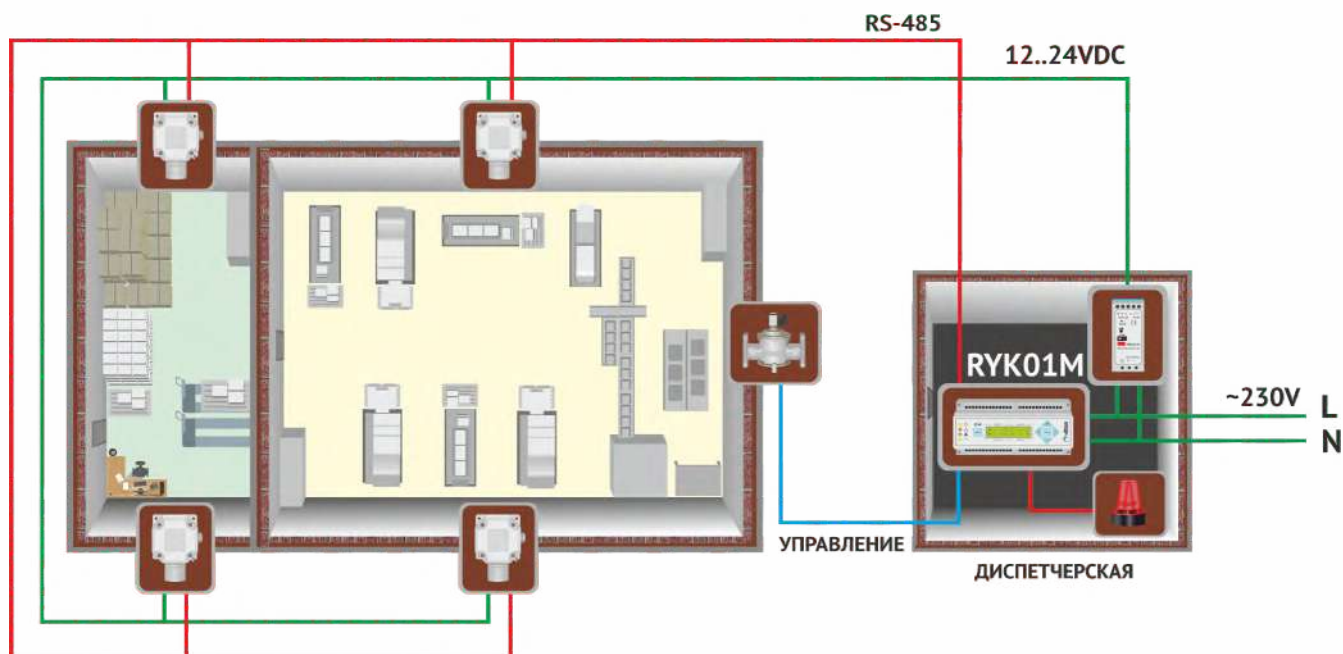 RS-485
12..24VDC
RYK01M
~230V
L
N
УПРАВЛЕНИЕ
ДИСПЕТЧЕРСКАЯ